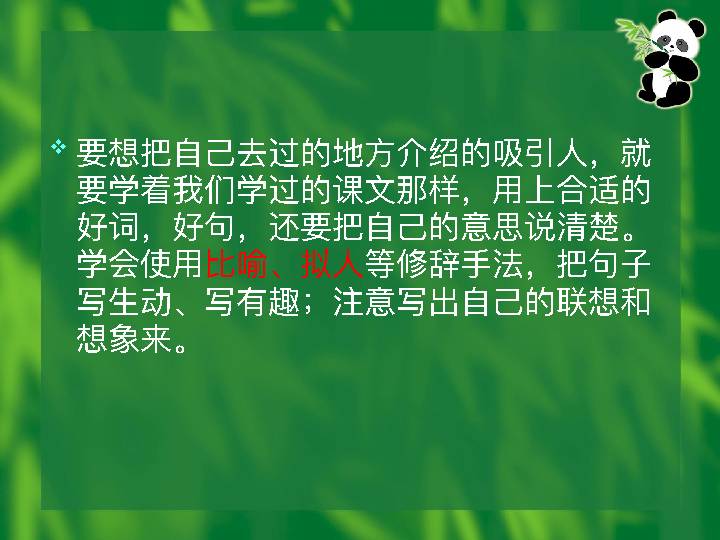 要想把自己去过的地方介绍的吸引人，就
要学着我们学过的课文那样，用上合适的
好词，好句，还要把自己的意思说清楚。
学会使用比喻、拟人等修辞手法，把句子
写生动、写有趣；注意写出自己的联想和
想象来。